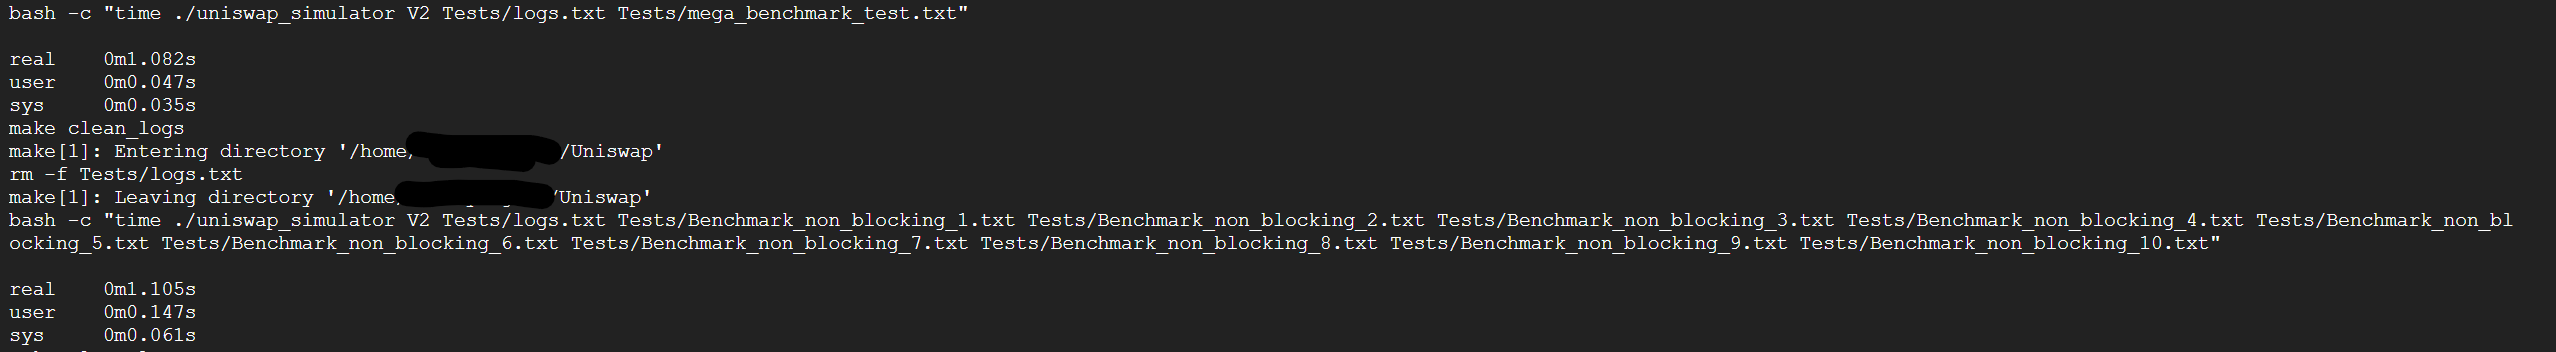 bash -c "time ./uniswap_simulator V2 Tests/logs.txt Tests/mega_benchmark_test.txt"
real    0m1.082s
user    0m0.047s
sys     0m0.035s
make clean_logs
make[1]: Entering directory '/home/ /Uniswap'
rm -f Tests/logs.txt
make[1]: Leaving directory '/home/ /Uniswap'
bash -c "time ./uniswap_simulator V2 Tests/logs.txt Tests/Benchmark_non_blocking_1.txt Tests/Benchmark_non_blocking_2.txt Tests/Benchmark_non_blocking_3.txt Tests/Benchmark_non_blocking_4.txt Tests/Benchmark_non_bl
ocking_5.txt Tests/Benchmark_non_blocking_6.txt Tests/Benchmark_non_blocking_7.txt Tests/Benchmark_non_blocking_8.txt Tests/Benchmark_non_blocking_9.txt Tests/Benchmark_non_blocking_10.txt"
real    0m1.105s
user    0m0.147s
sys     0m0.061s